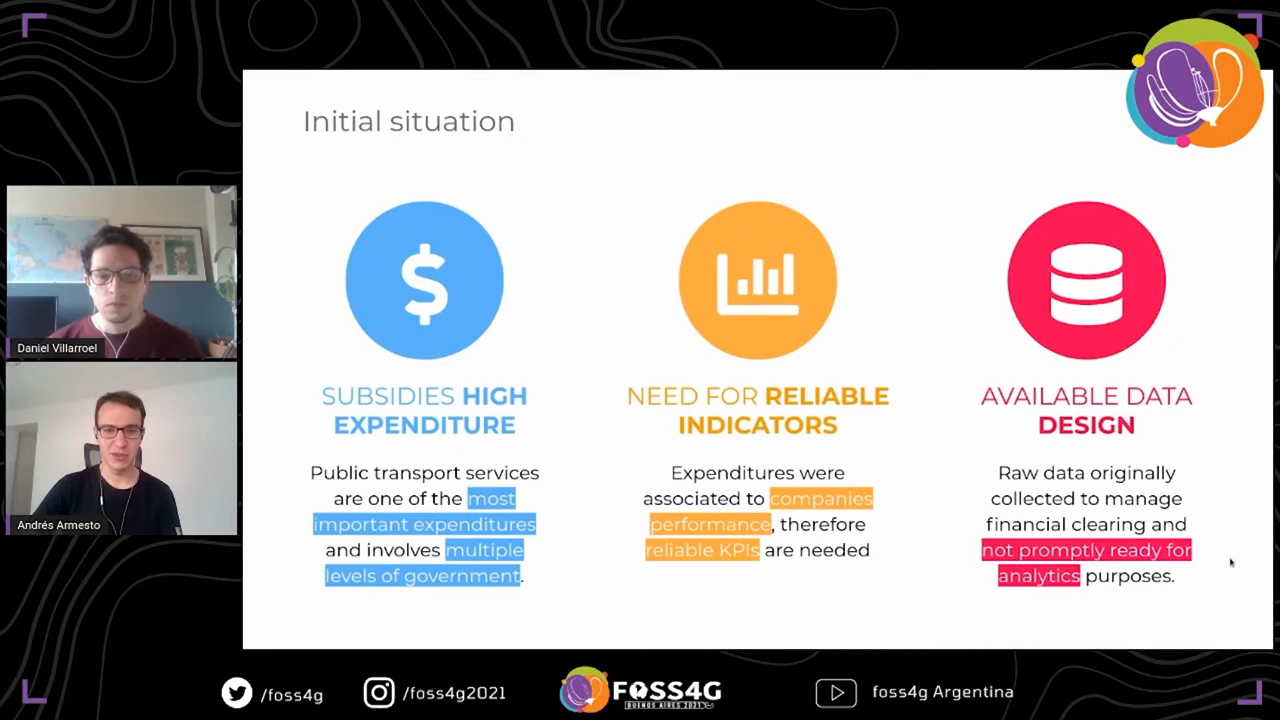 Initial situation
SUBSIDIES HIGH
EXPENDITURE
Public transport services
are one of the most
important expenditures
and involves multiple
levels of government.
NEED FOR RELIABLE
INDICATORS
Expenditures were
associated to companies
performance, therefore
reliable KPIs are needed
AVAILABLE DATA
DESIGN
Raw data originally
collected to manage
financial clearing and
not promptly ready for
analytics purposes.
Daniel Villarroel
Andrés Armesto
/foss4g
/foss4g2021
FOSS4G
BUENOS AIRES 2021
foss4g Argentina